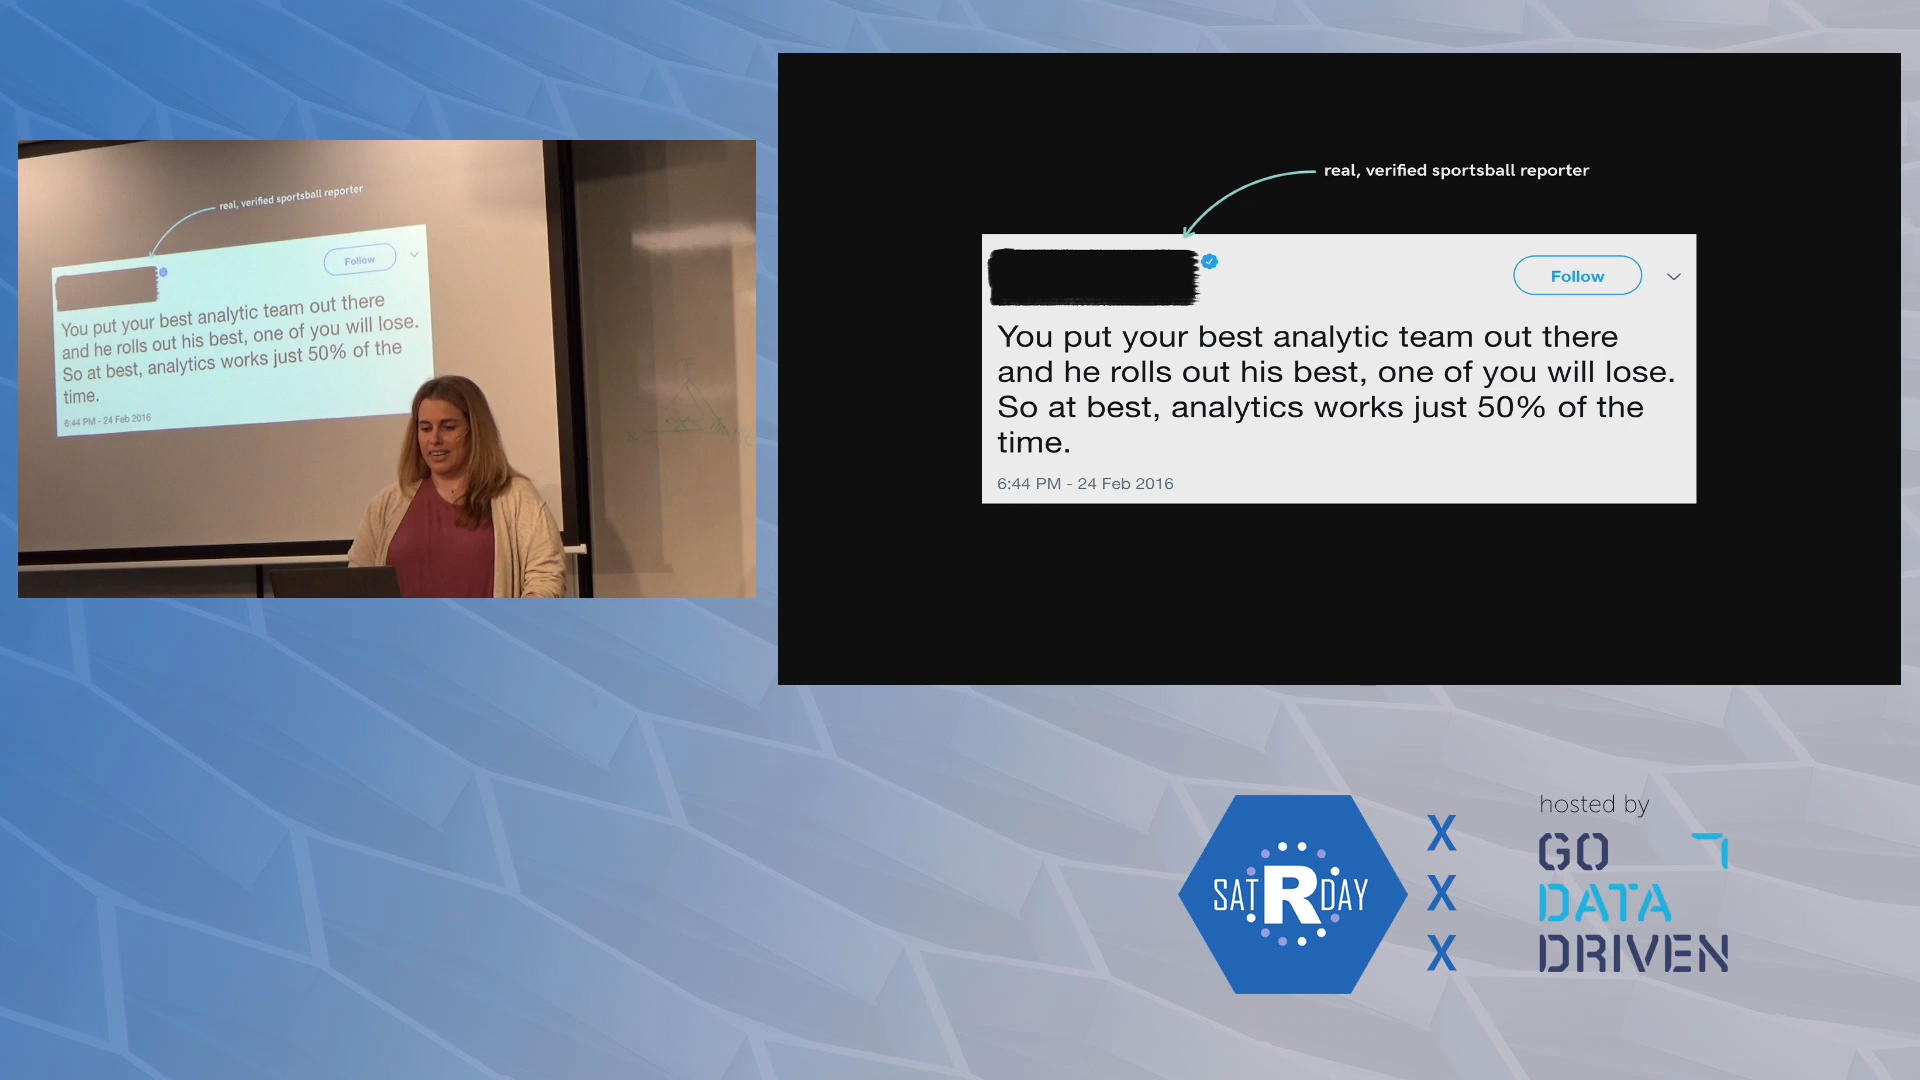 real, verified sportsball reporter
Follow
You put your best analytic team out there
and he rolls out his best, one of you will lose.
So at best, analytics works just 50% of the
time.
6:44 PM - 24 Feb 2016
real, verified sportsball reporter
Follow
You put your best analytic team out there
and he rolls out his best, one of you will lose.
So at best, analytics works just 50% of the
time.
6:44 PM - 24 Feb 2016
SAT R DAY
X
X
X
hosted by
GO
DATA
DRIVEN